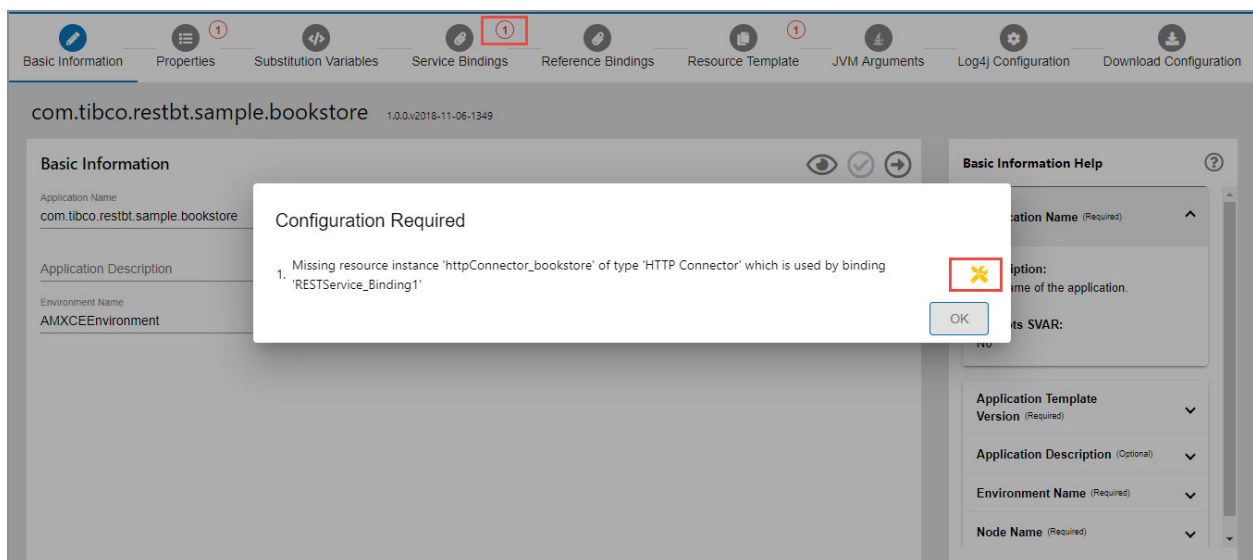 1
1
1
Basic Information
Properties
Substitution Variables
Service Bindings
Reference Bindings
Resource Template
JVM Arguments
Log4j Configuration
Download Configuration
com.tibco.restbt.sample.bookstore 1.0.0.v2018-11-06-1349
Basic Information
Application Name
com.tibco.restbt.sample.bookstore
Application Description
Environment Name
AMXCEEnvironment
Configuration Required
1. Missing resource instance 'httpConnector_bookstore' of type 'HTTP Connector' which is used by binding
'RESTService_Binding1'
OK
Basic Information Help
?
cation Name (Required)
iption:
ame of the application.
ts SVAR:
No
Application Template
Version (Required)
Application Description (Optional)
Environment Name (Required)
Node Name (Required)